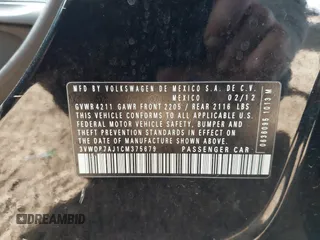 MFD BY VOLKSWAGEN DE MEXICO S.A. DE C.V.
MEXICO 02/12
GVWR 4211 GAWR FRONT 2205 / REAR 2116 LBS
THIS VEHICLE CONFORMS TO ALL APPLICABLE U.S.
FEDERAL MOTOR VEHICLE SAFETY, BUMPER AND
THEFT PREVENTION STANDARDS IN EFFECT ON THE
DATE OF MANUFACTURE SHOWN ABOVE.
3VWDP7AJ1CM375679 PASSENGER CAR
1013 M
DREAMBID